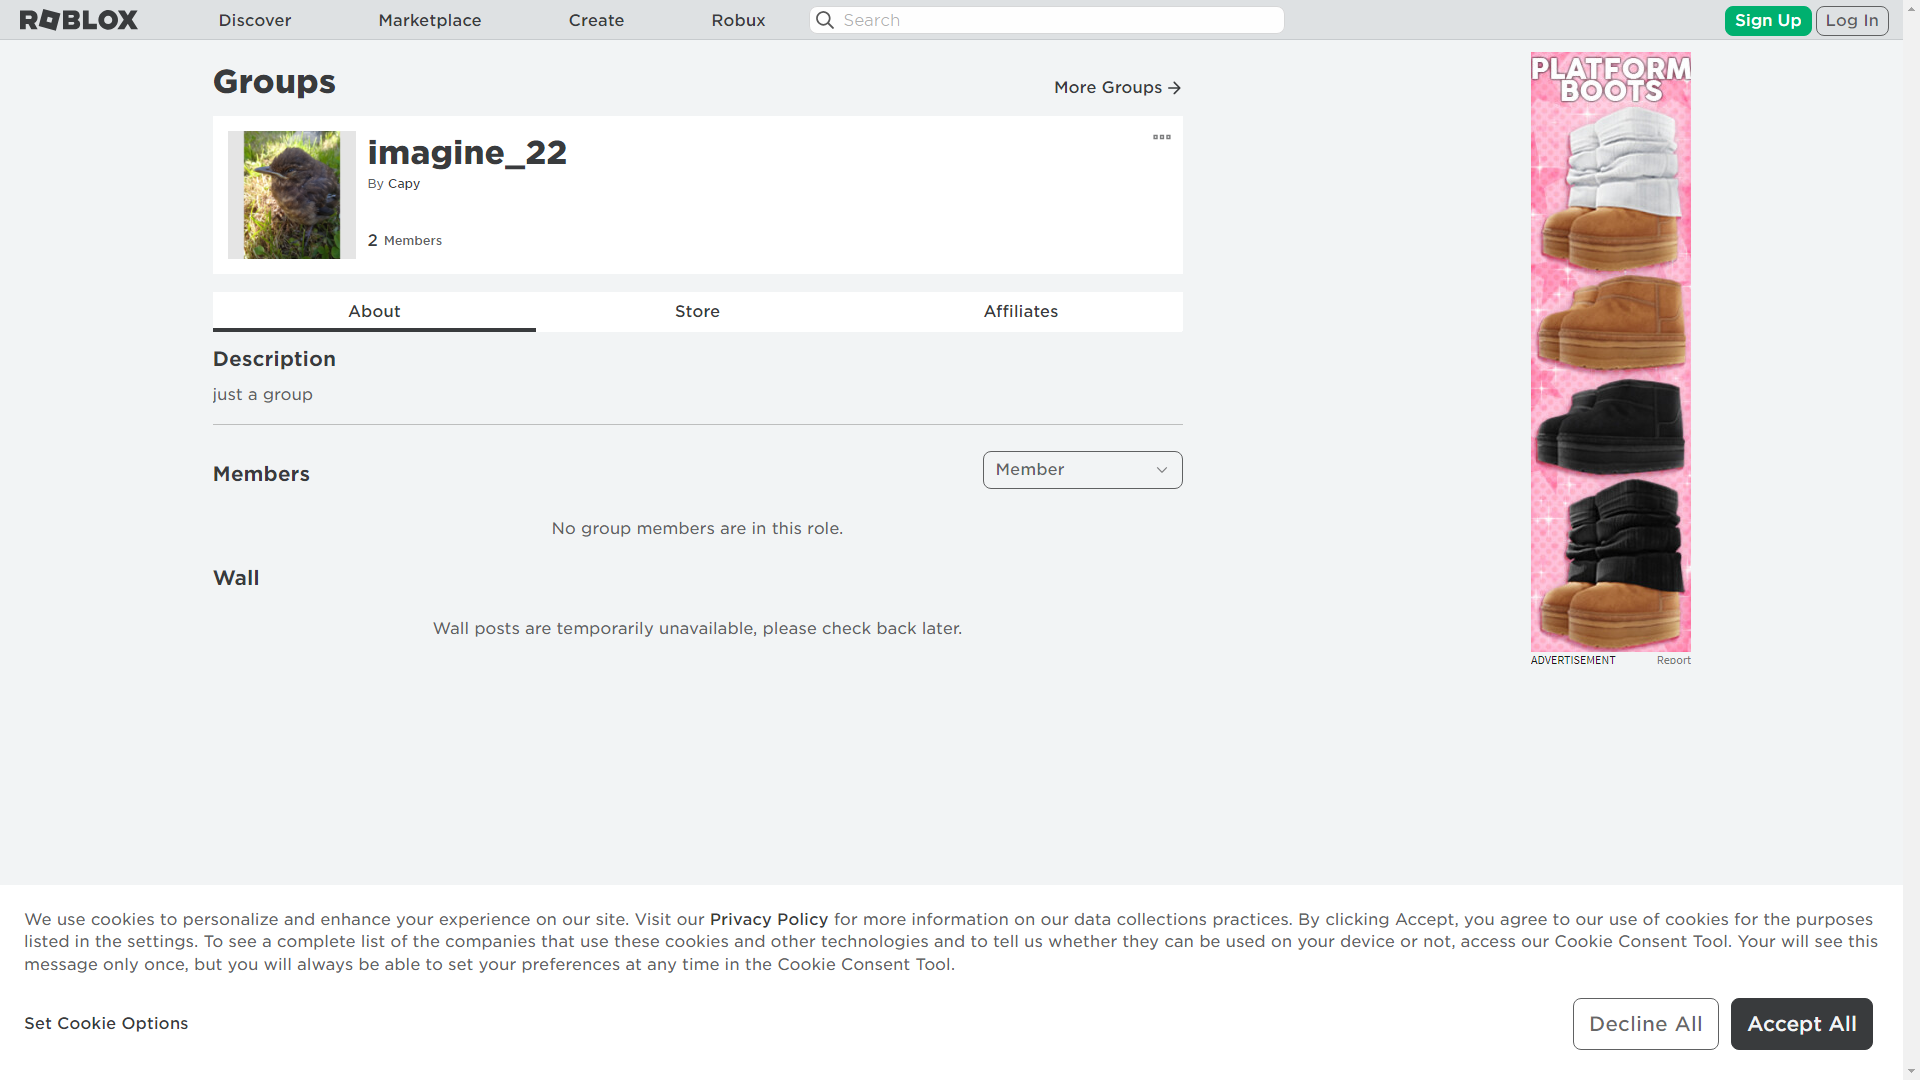 ROBLOX
Discover
Marketplace
Create
Robux
Search
Sign Up
Log In
Groups
More Groups
imagine_22
By Capy
2 Members
About
Store
Affiliates
Description
just a group
Members
Member
No group members are in this role.
Wall
Wall posts are temporarily unavailable, please check back later.
PLATFORM
BOOTS
ADVERTISEMENT
Report
We use cookies to personalize and enhance your experience on our site. Visit our Privacy Policy for more information on our data collections practices. By clicking Accept, you agree to our use of cookies for the purposes
listed in the settings. To see a complete list of the companies that use these cookies and other technologies and to tell us whether they can be used on your device or not, access our Cookie Consent Tool. Your will see this
message only once, but you will always be able to set your preferences at any time in the Cookie Consent Tool.
Set Cookie Options
Decline All
Accept All